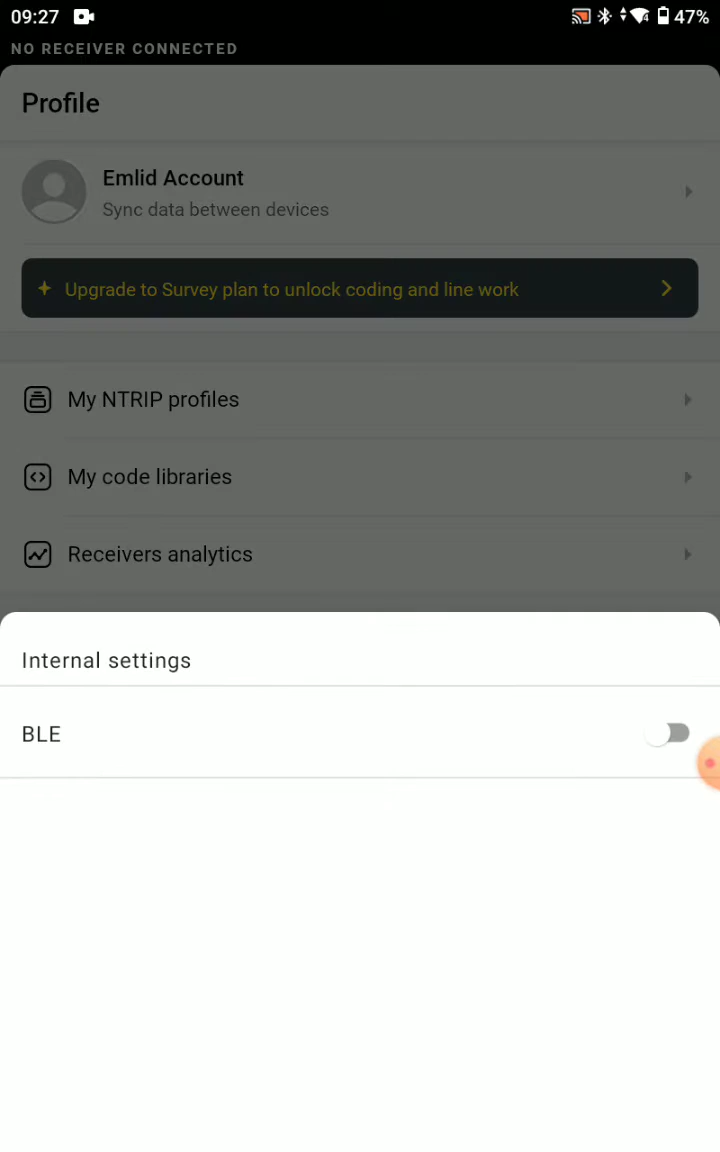 09:27
47%
NO RECEIVER CONNECTED
Profile
Emlid Account
Sync data between devices
Upgrade to Survey plan to unlock coding and line work
My NTRIP profiles
My code libraries
Receivers analytics
Internal settings
BLE